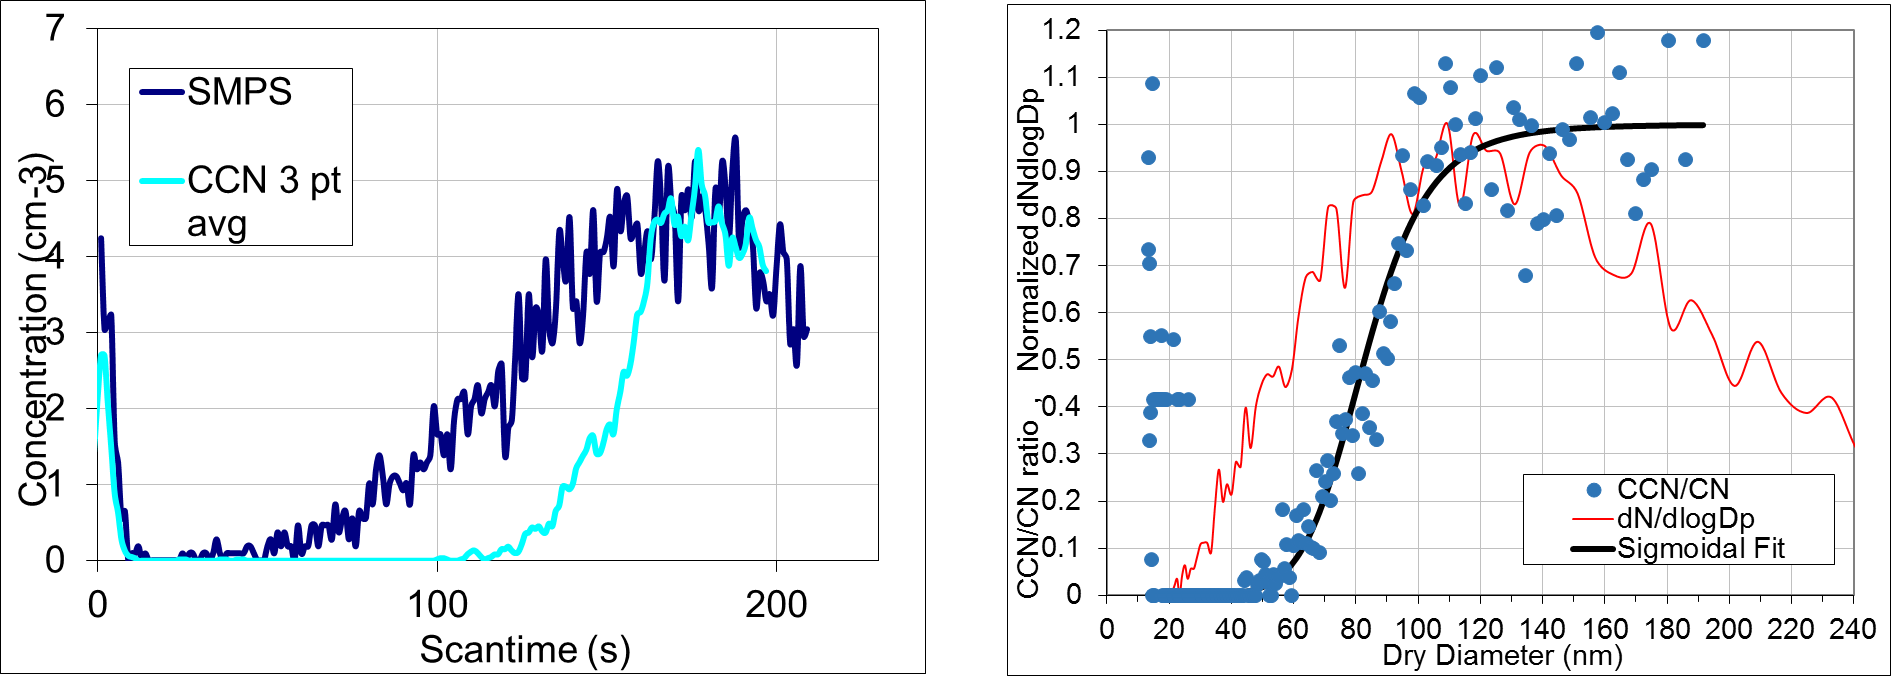 7
6
5
4
3
2
1
0
Concentration (cm-3)
SMPS
CCN 3 pt
avg
0 100 200
Scantime (s)
1.2
1.1
1
0.9
0.8
0.7
0.6
0.5
0.4
0.3
0.2
0.1
0
CCN/CN ratio , Normalized dNdlogDp
CCN/CN
dN/dlogDp
Sigmoidal Fit
0 20 40 60 80 100 120 140 160 180 200 220 240
Dry Diameter (nm)